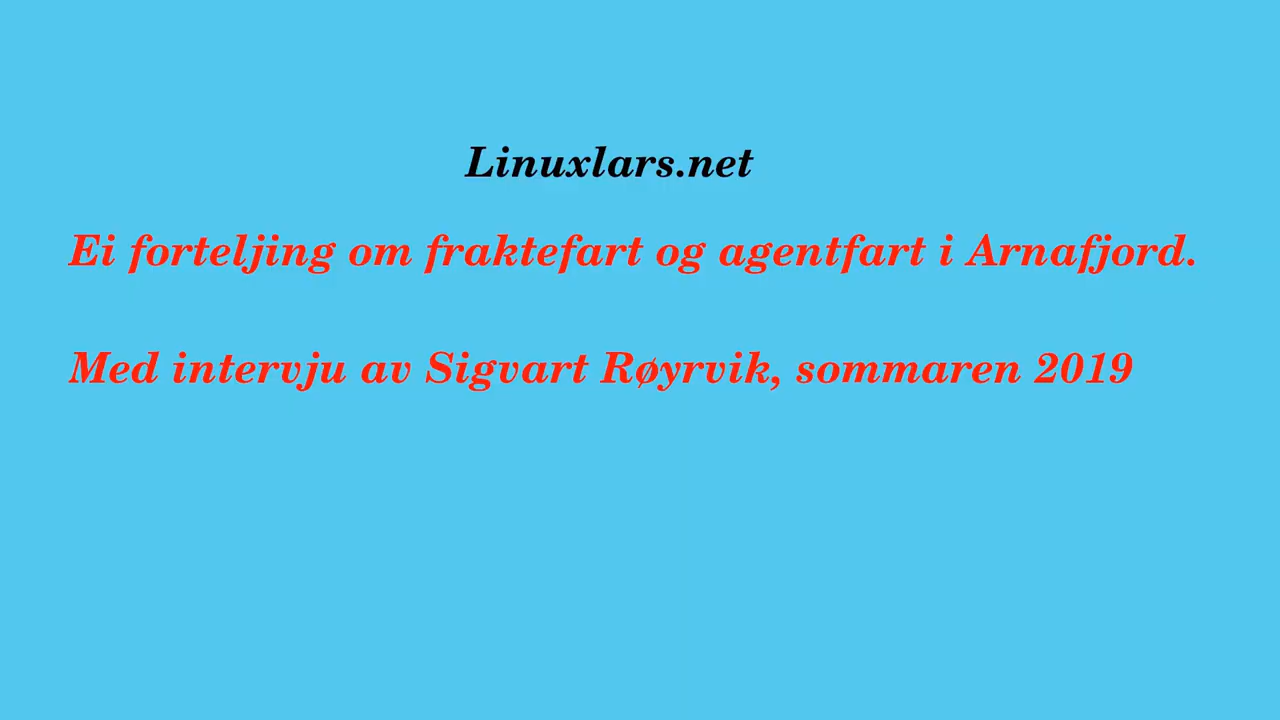 Linuxlars.net
Ei forteljing om fraktefart og agentfart i Arnafjord.
Med intervju av Sigvart Røyrvik, sommaren 2019